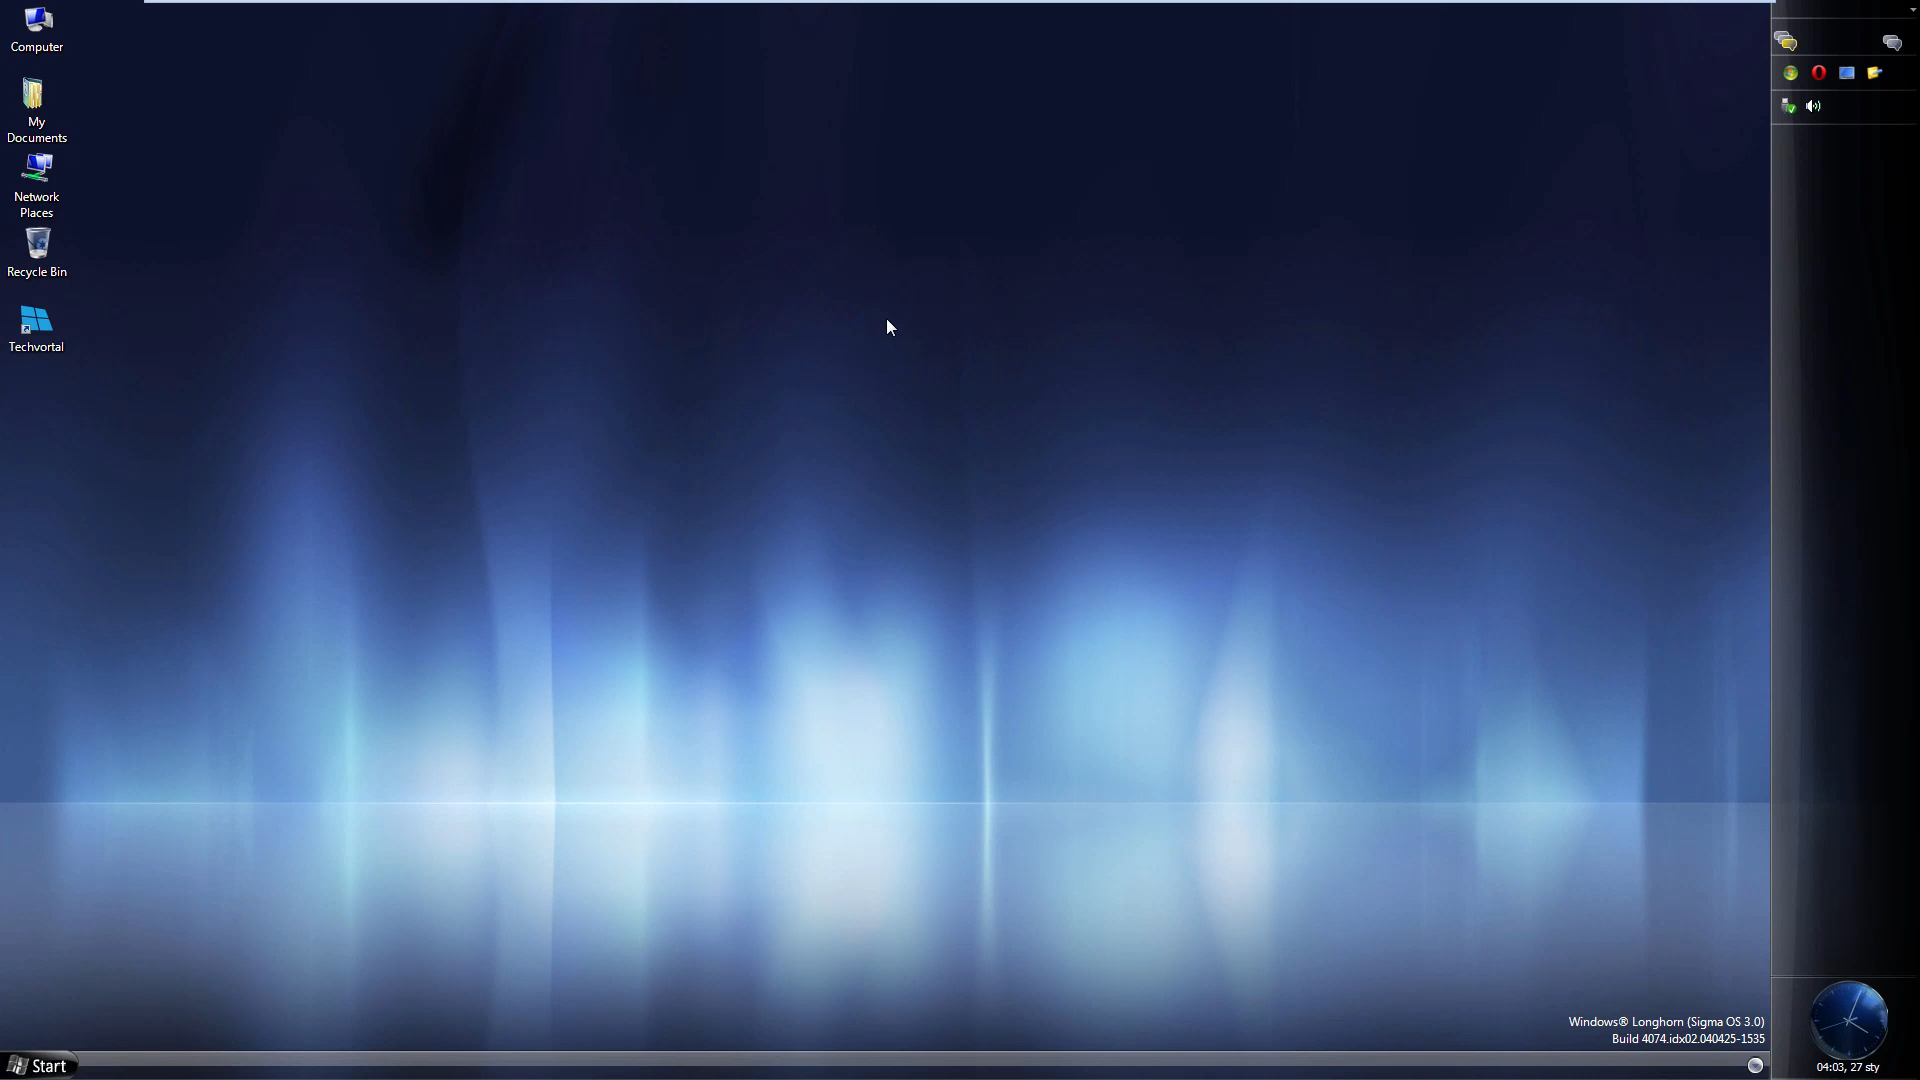 Computer
My
Documents
Network
Places
Recycle Bin
Techvortal
Windows® Longhorn (Sigma OS 3.0)
Build 4074.idx02.040425-1535
Start
04:03, 27 sty